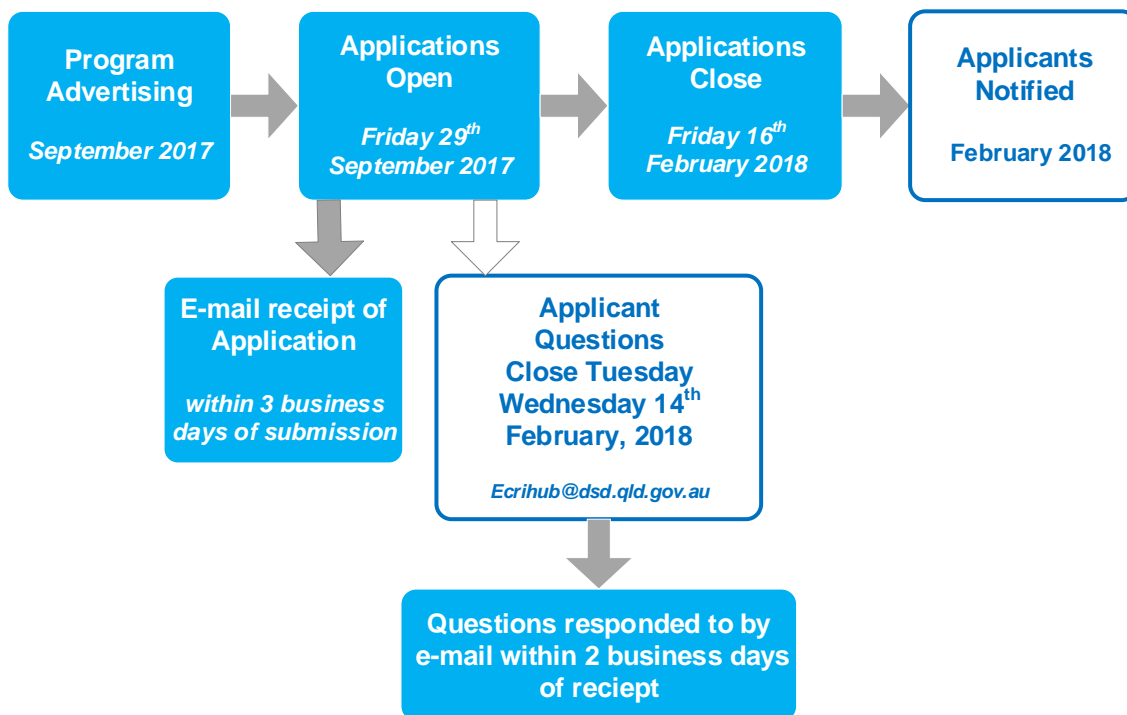 Program
Advertising
September 2017
Applications
Open
Friday 29th
September 2017
Applications
Close
Friday 16th
February 2018
Applicants
Notified
February 2018
E-mail receipt of
Application
within 3 business
days of submission
Applicant
Questions
Close Tuesday
Wednesday 14th
February, 2018
Ecrihub@dsd.qld.gov.au
Questions responded to by
e-mail within 2 business days
of reciept